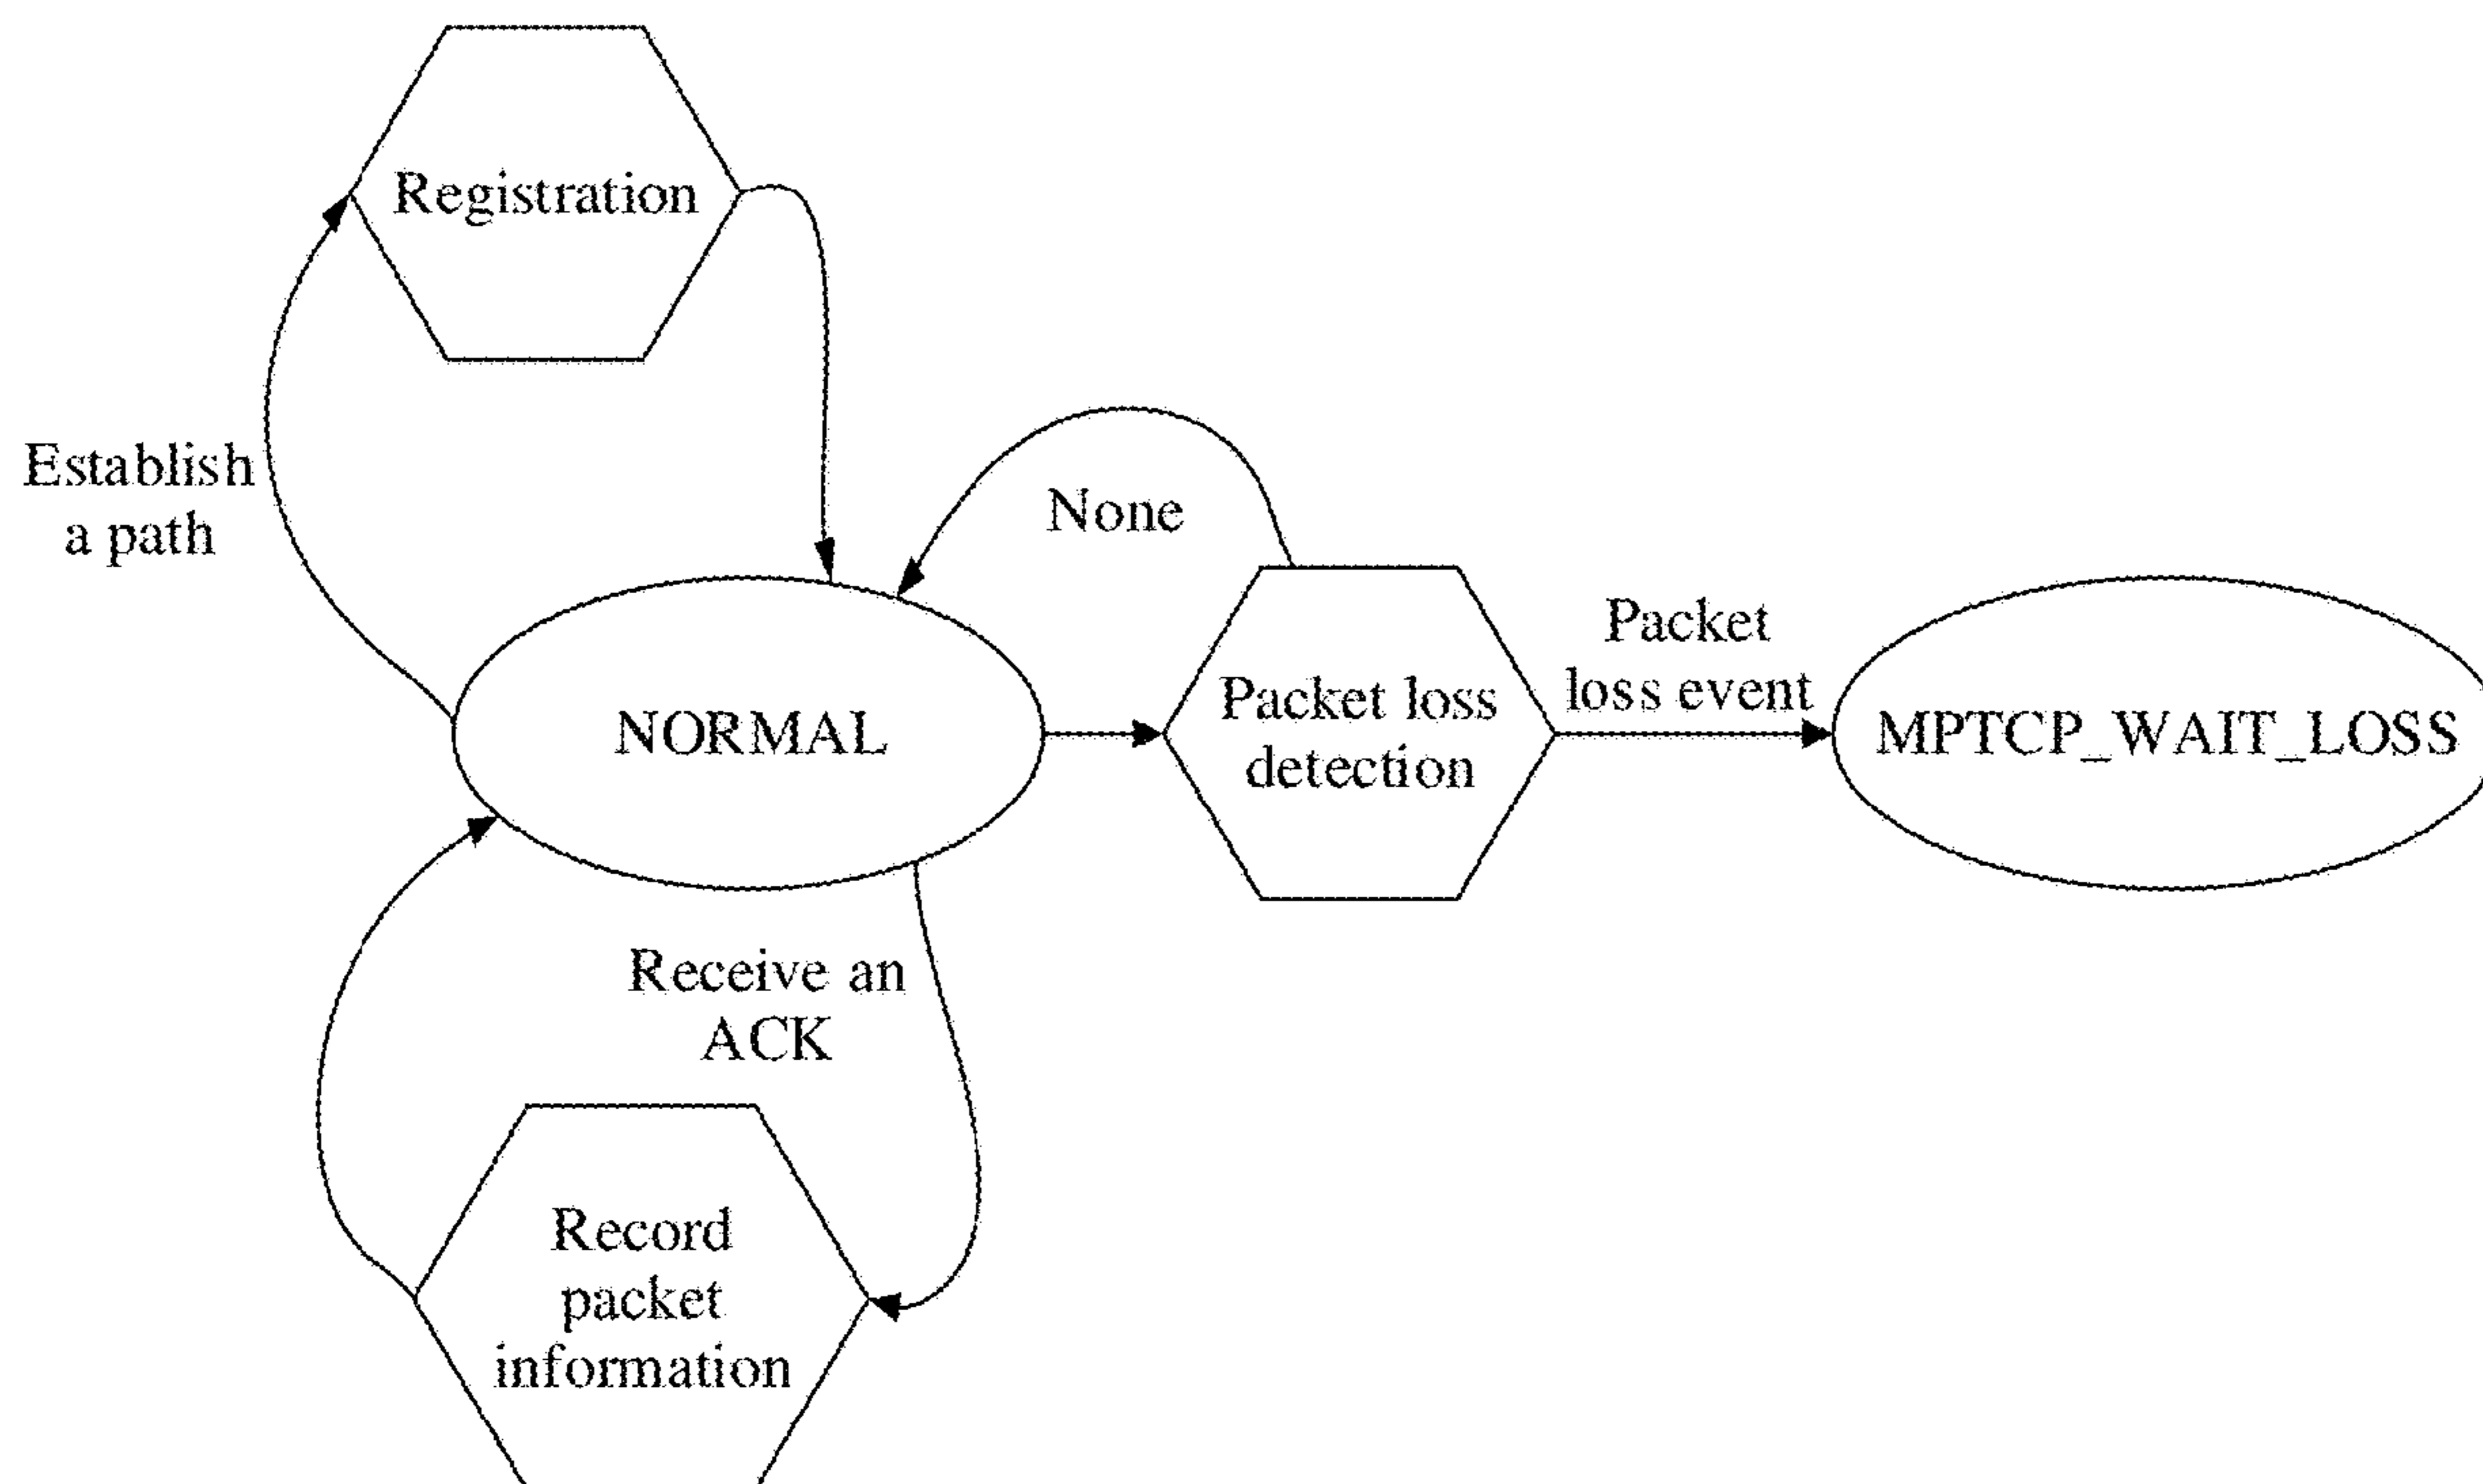 Registration
Establish
a path
None
NORMAL
Packet loss
detection
Packet
loss event
MPTCP_WAIT_LOSS
Receive an
ACK
Record
packet
information